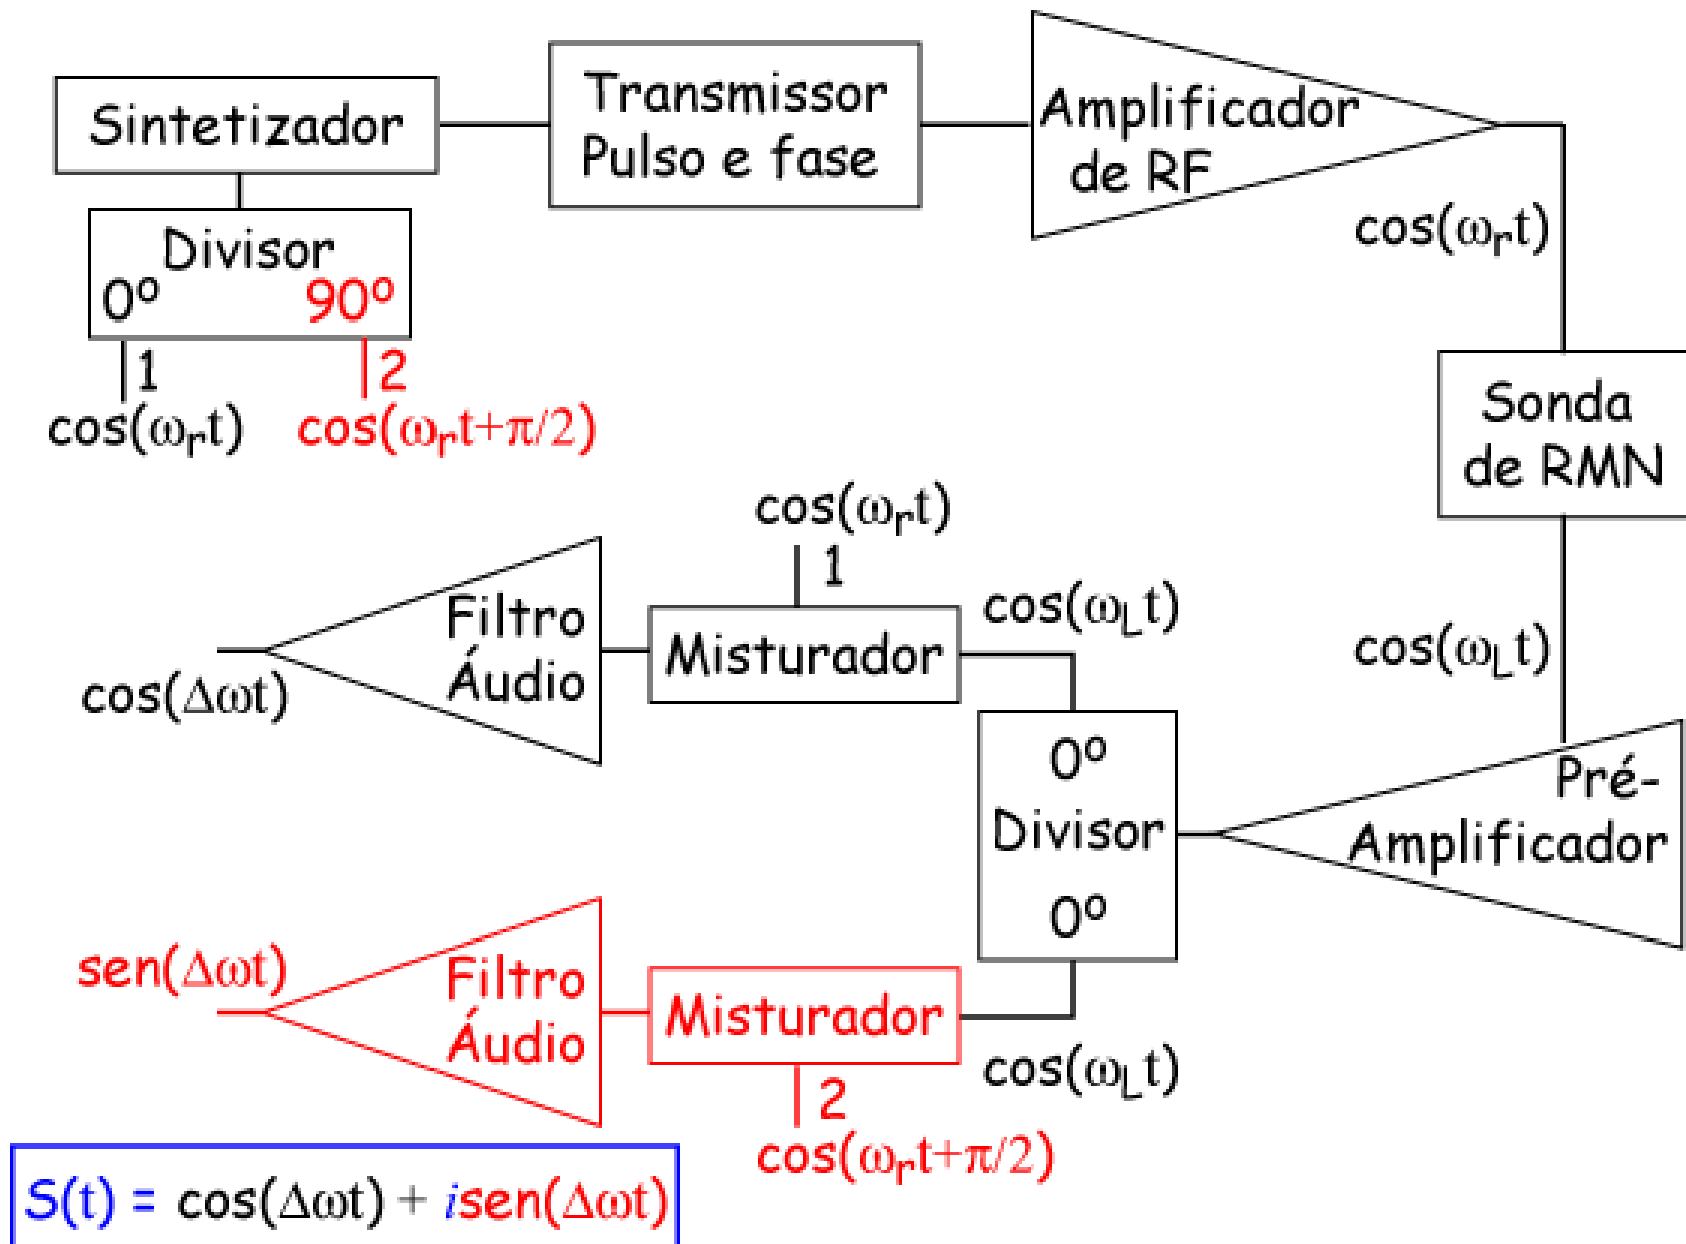 Sintetizador
Transmissor
Pulso e fase
Amplificador
de RF
cos(ωrt)
Divisor
0º 90º
1 2
cos(ωrt) cos(ωrt+π/2)
Sonda
de RMN
cos(ωrt)
1
Filtro
Áudio
Misturador
cos(ωLt)
cos(ωLt)
cos(Δωt)
0º
Divisor
0º
Pré-
Amplificador
sen(Δωt)
Filtro
Áudio
Misturador
cos(ωLt)
2
cos(ωrt+π/2)
S(t) = cos(Δωt) + isen(Δωt)